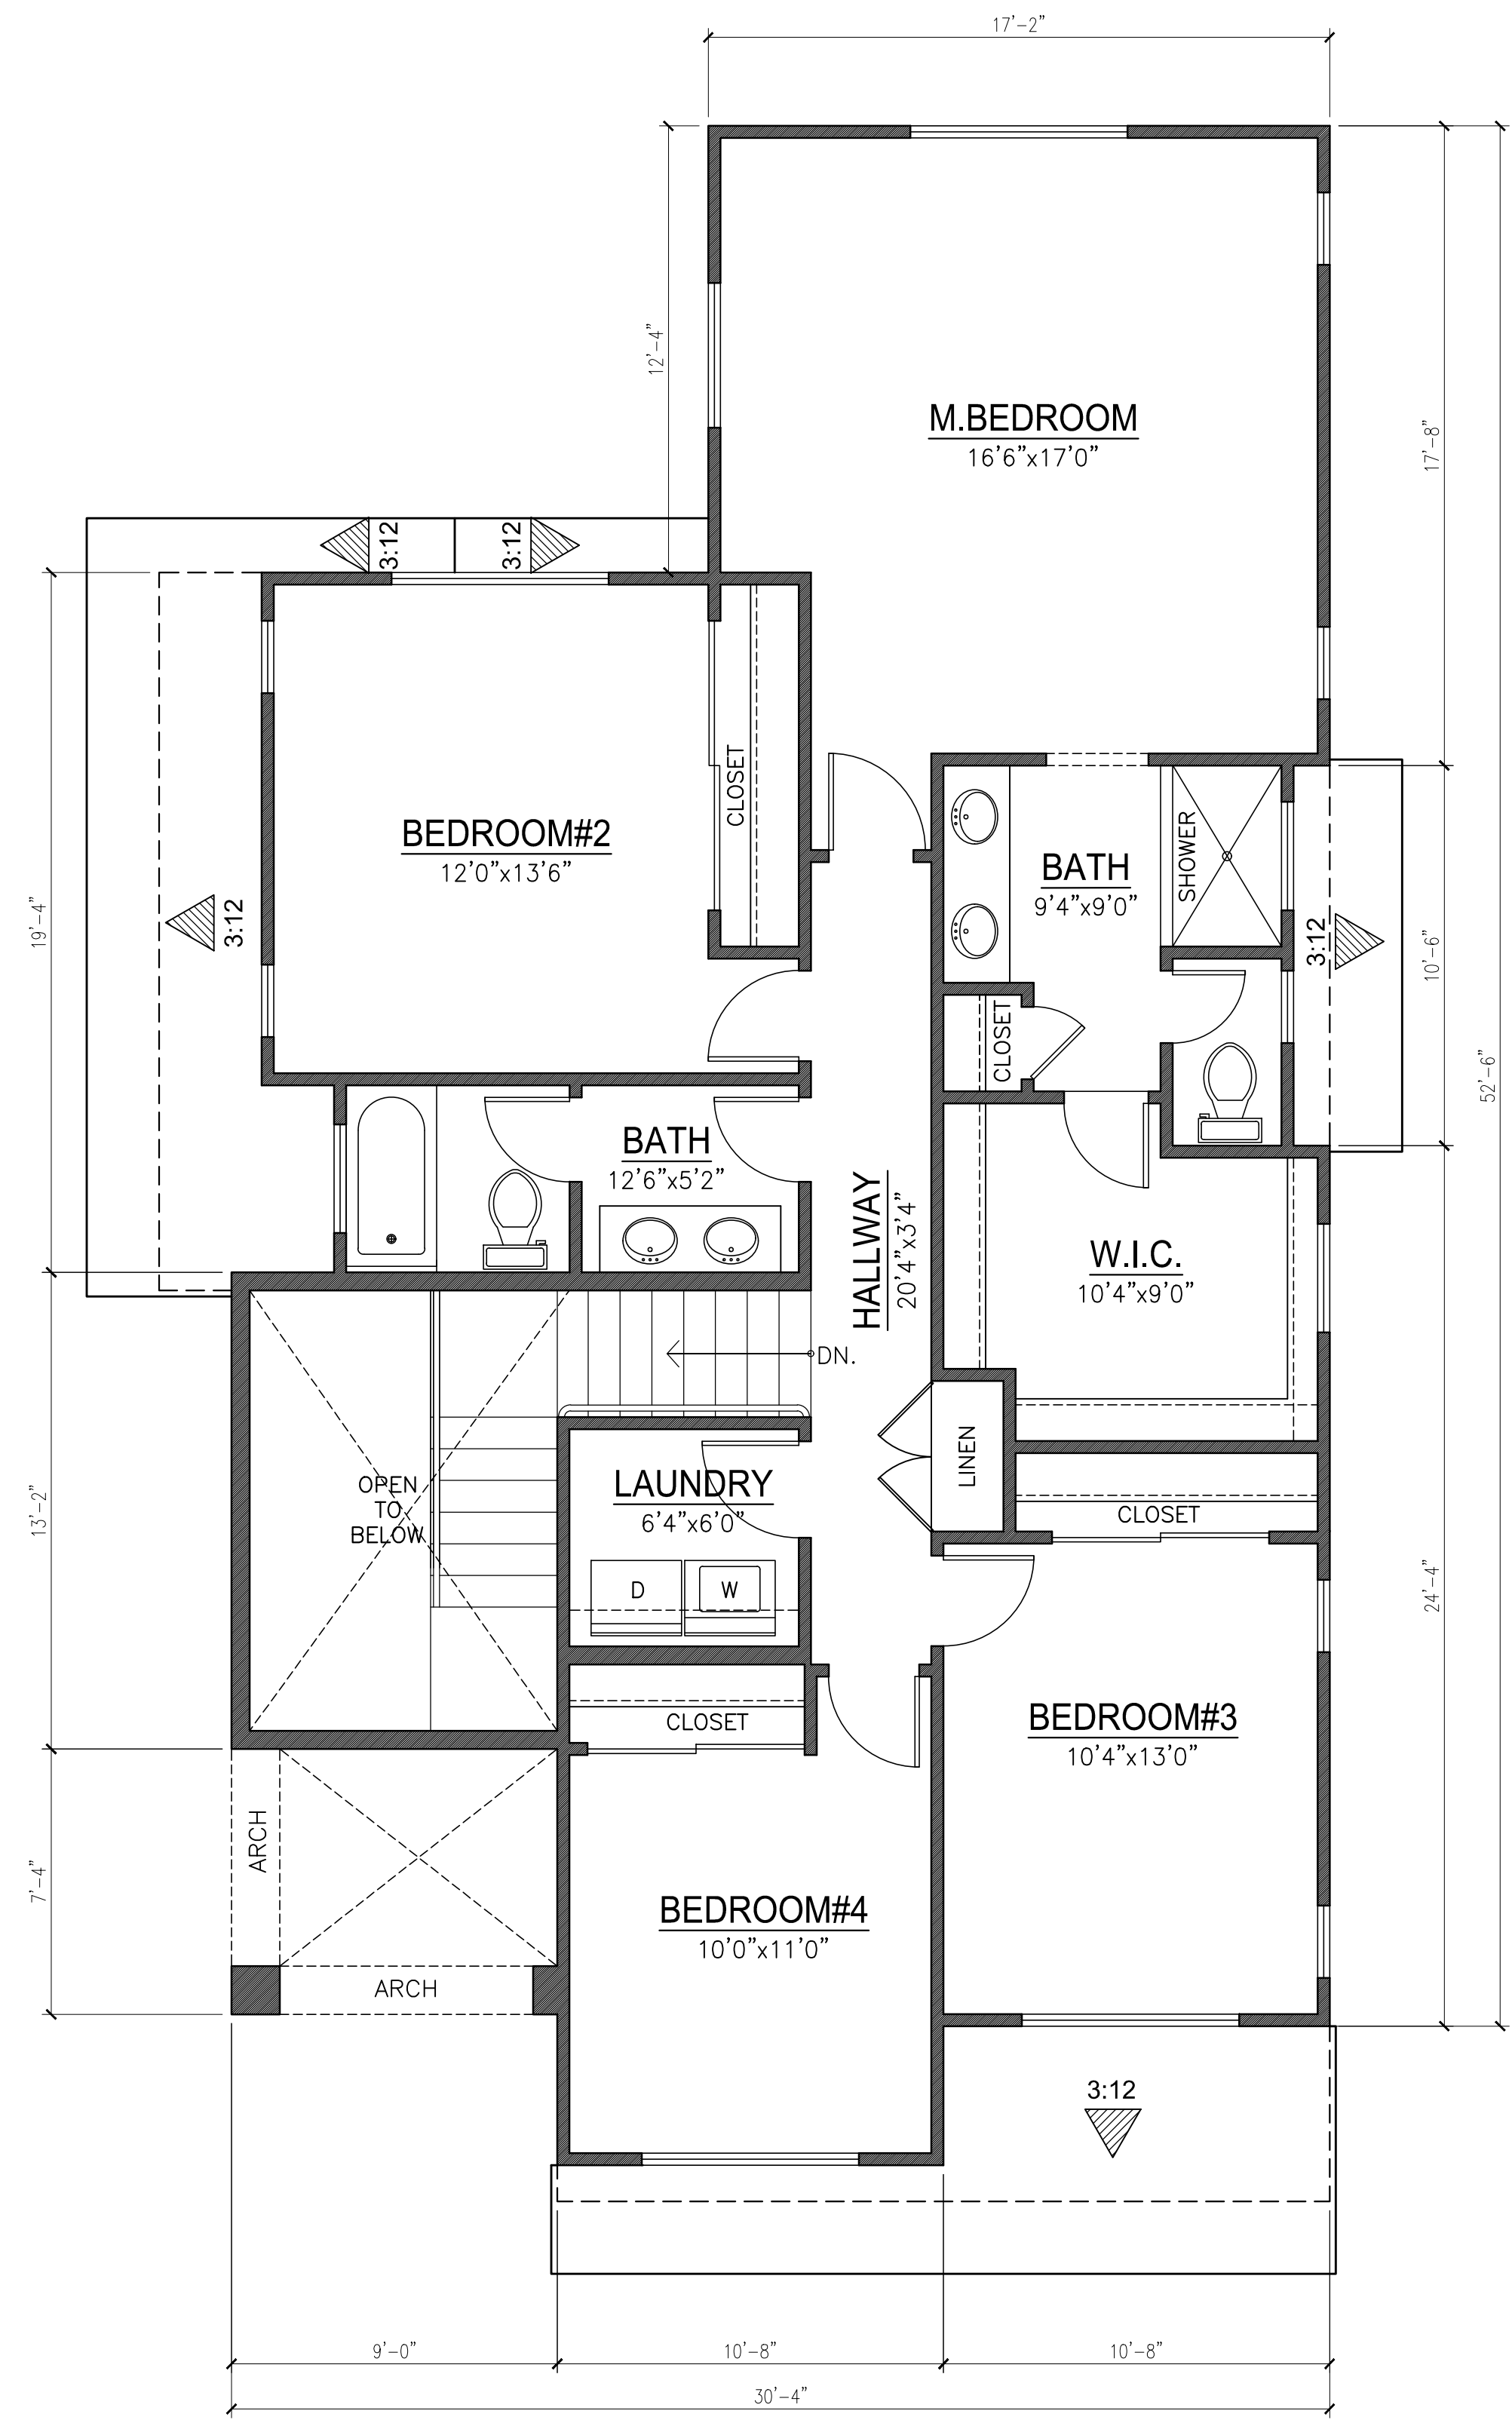 17'-2"
12'-4"
M.BEDROOM
16'6"x17'0"
17'-8"
3:12
3:12
BEDROOM#2
12'0"x13'6"
CLOSET
BATH
9'4"x9'0"
SHOWER
3:12
19'-4"
3:12
10'-6"
52'-6"
CLOSET
BATH
12'6"x5'2"
HALLWAY
20'4"x3'4"
W.I.C.
10'4"x9'0"
DN.
LAUNDRY
6'4"x6'0"
LINEN
CLOSET
OPEN
TO
BELOW
13'-2"
D
W
24'-4"
CLOSET
BEDROOM#3
10'4"x13'0"
ARCH
7'-4"
BEDROOM#4
10'0"x11'0"
ARCH
3:12
9'-0"
10'-8"
10'-8"
30'-4"